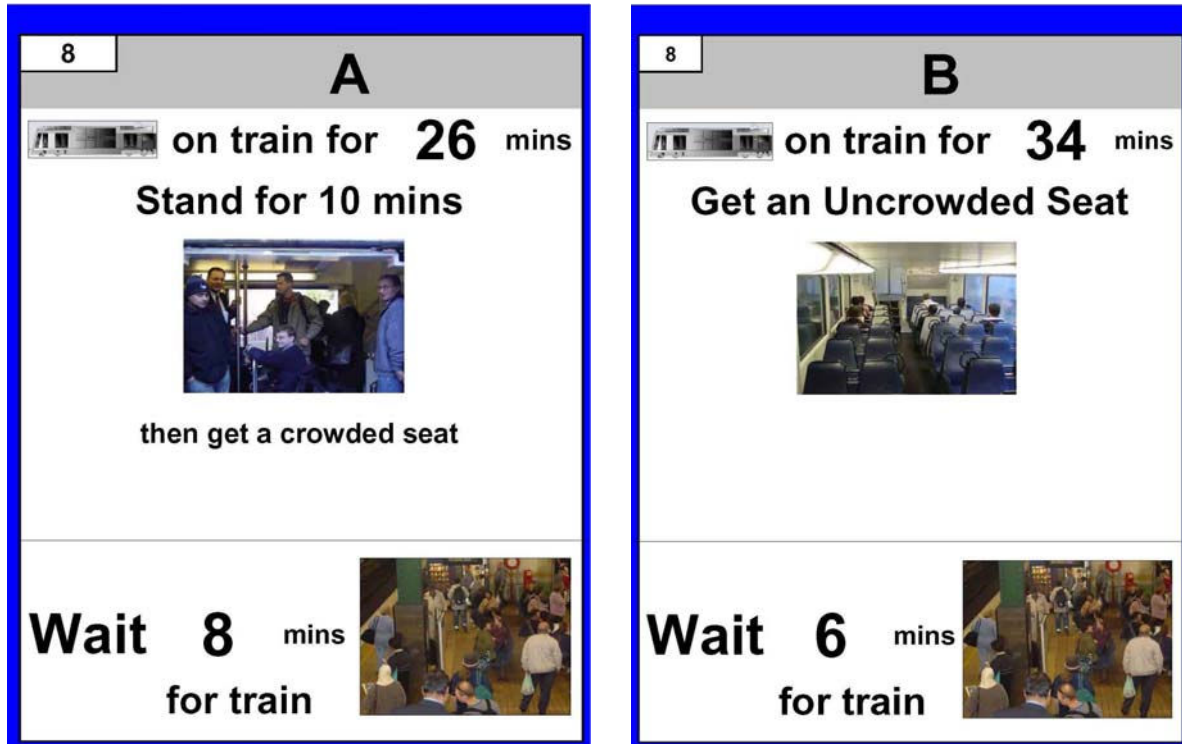 8
A
on train for 26 mins
Stand for 10 mins
then get a crowded seat
Wait 8 mins
for train
8
B
on train for 34 mins
Get an Uncrowded Seat
Wait 6 mins
for train